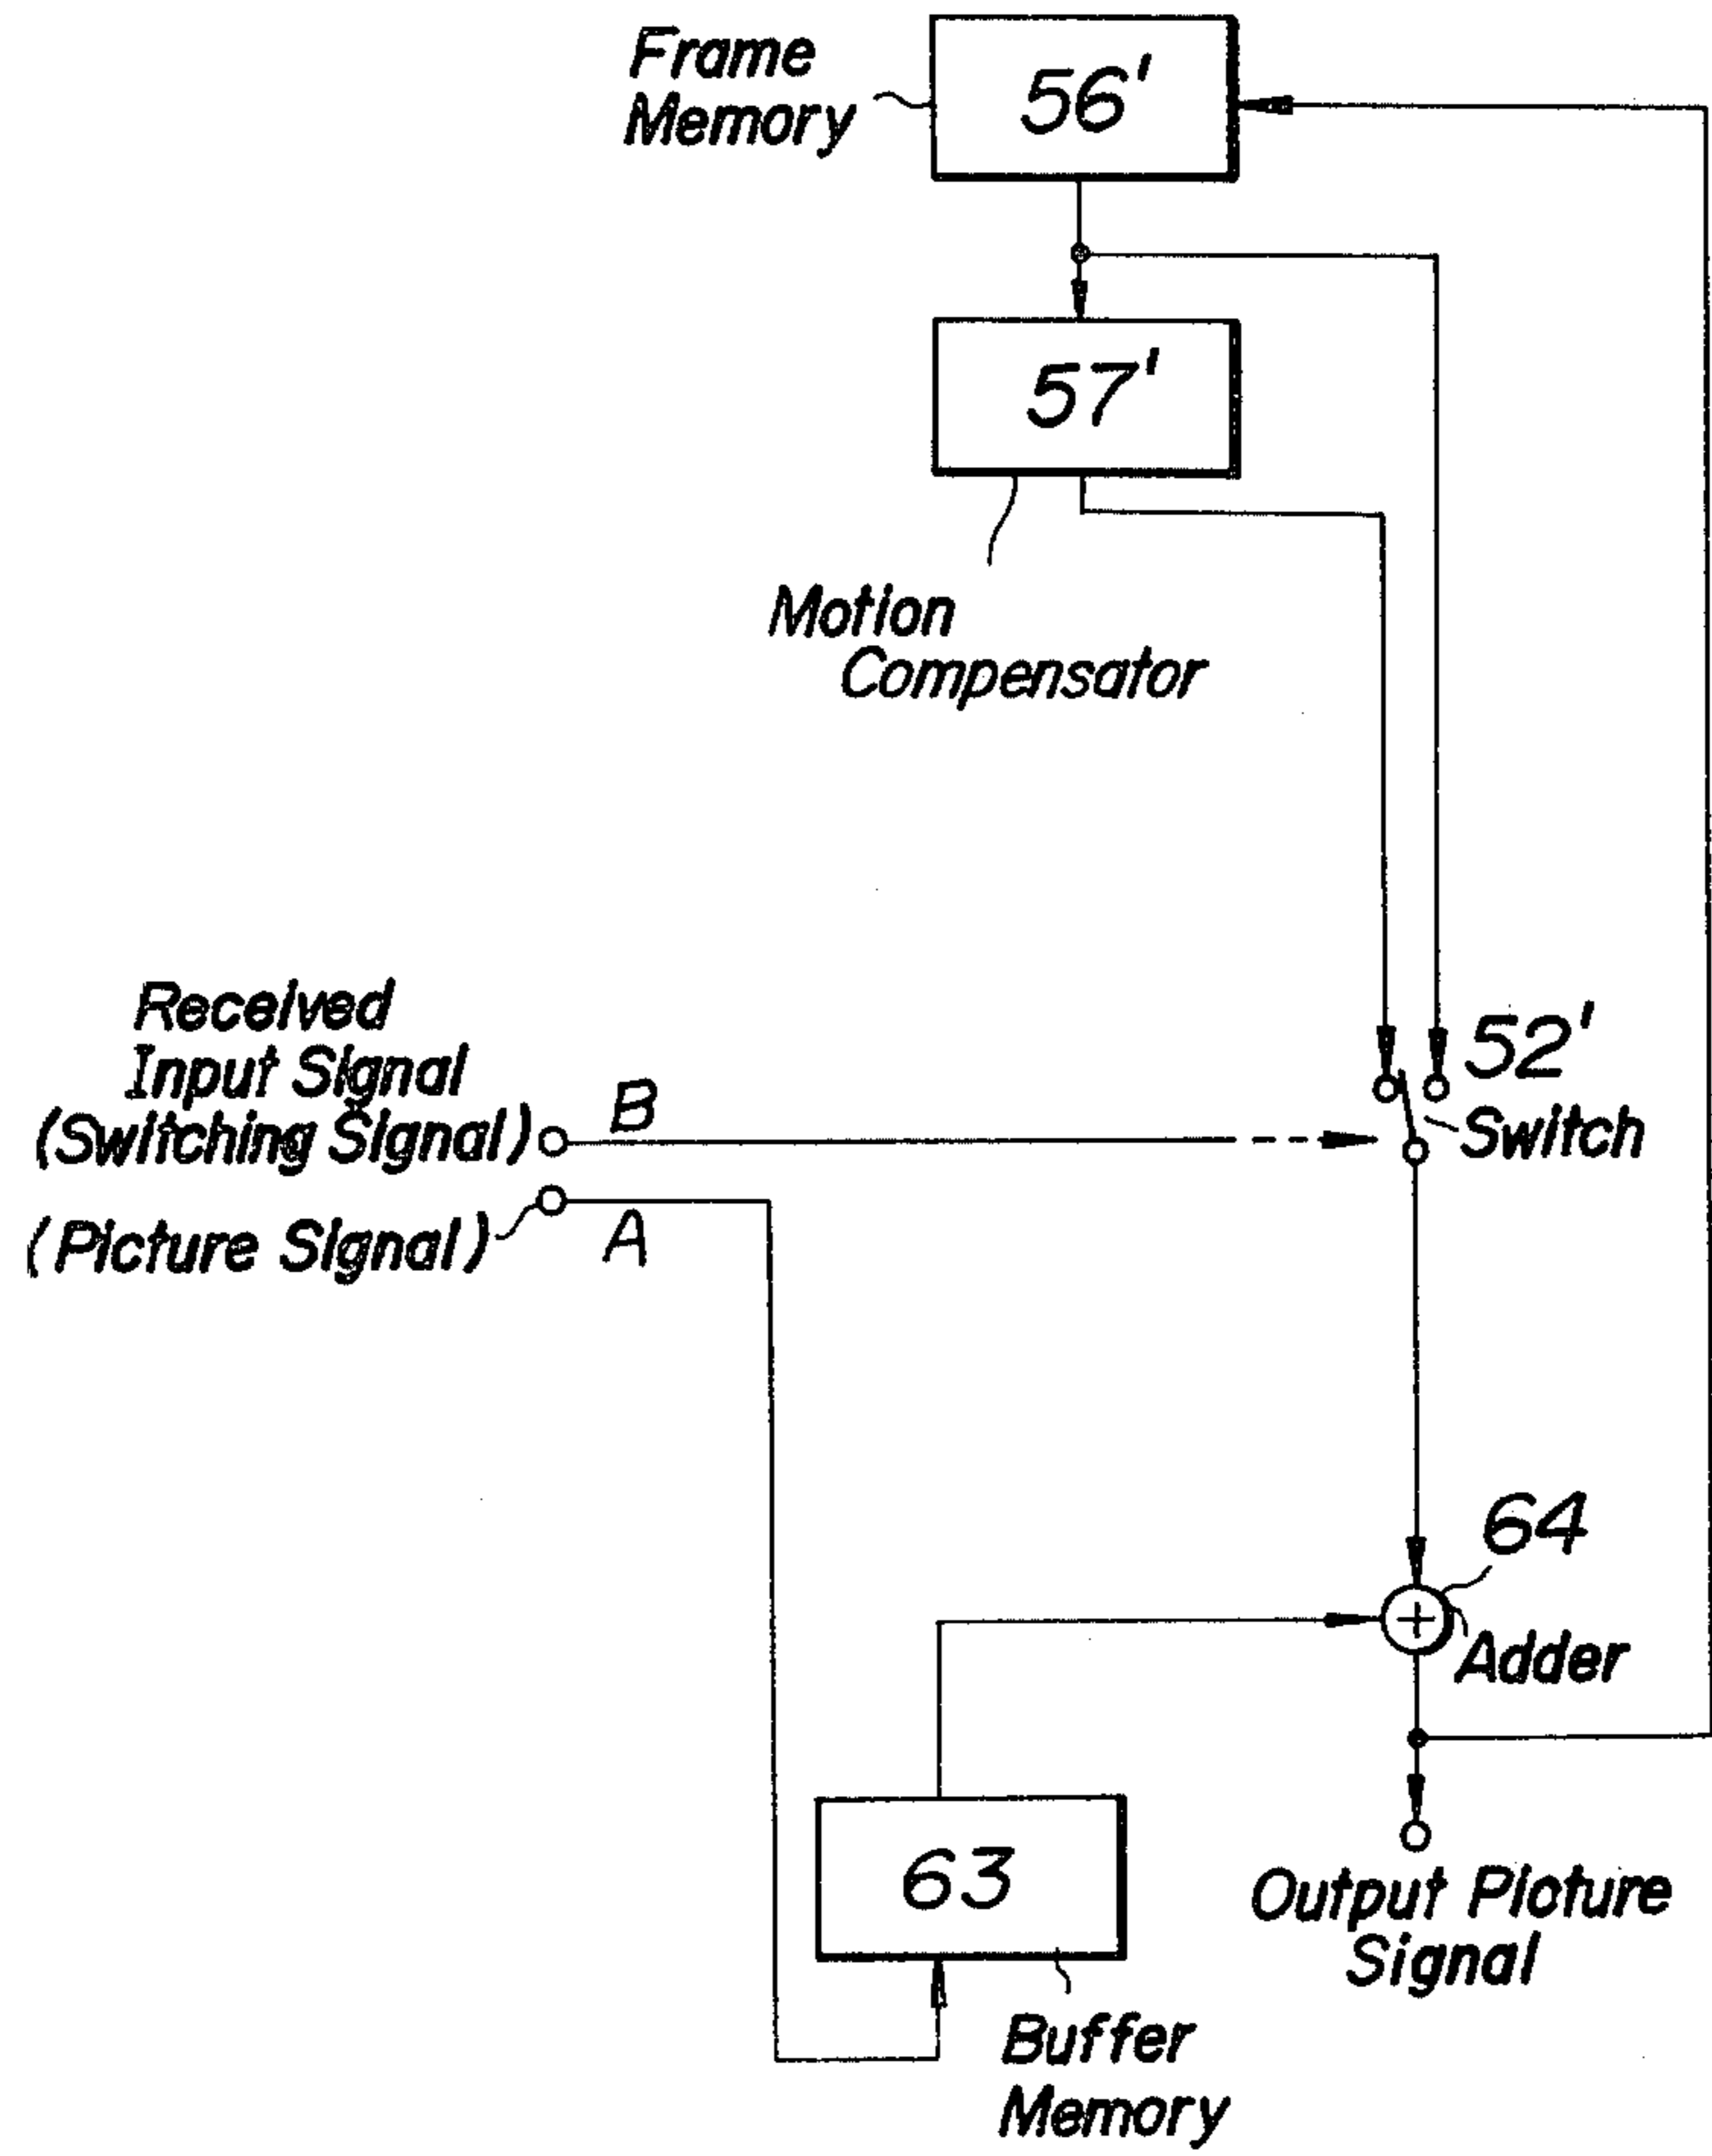 Frame
Memory
56'
57'
Motion
Compensator
Received
Input Signal
(Switching Signal)
B
52'
Switch
(Picture Signal)
A
64
Adder
63
Output Picture
Signal
Buffer
Memory